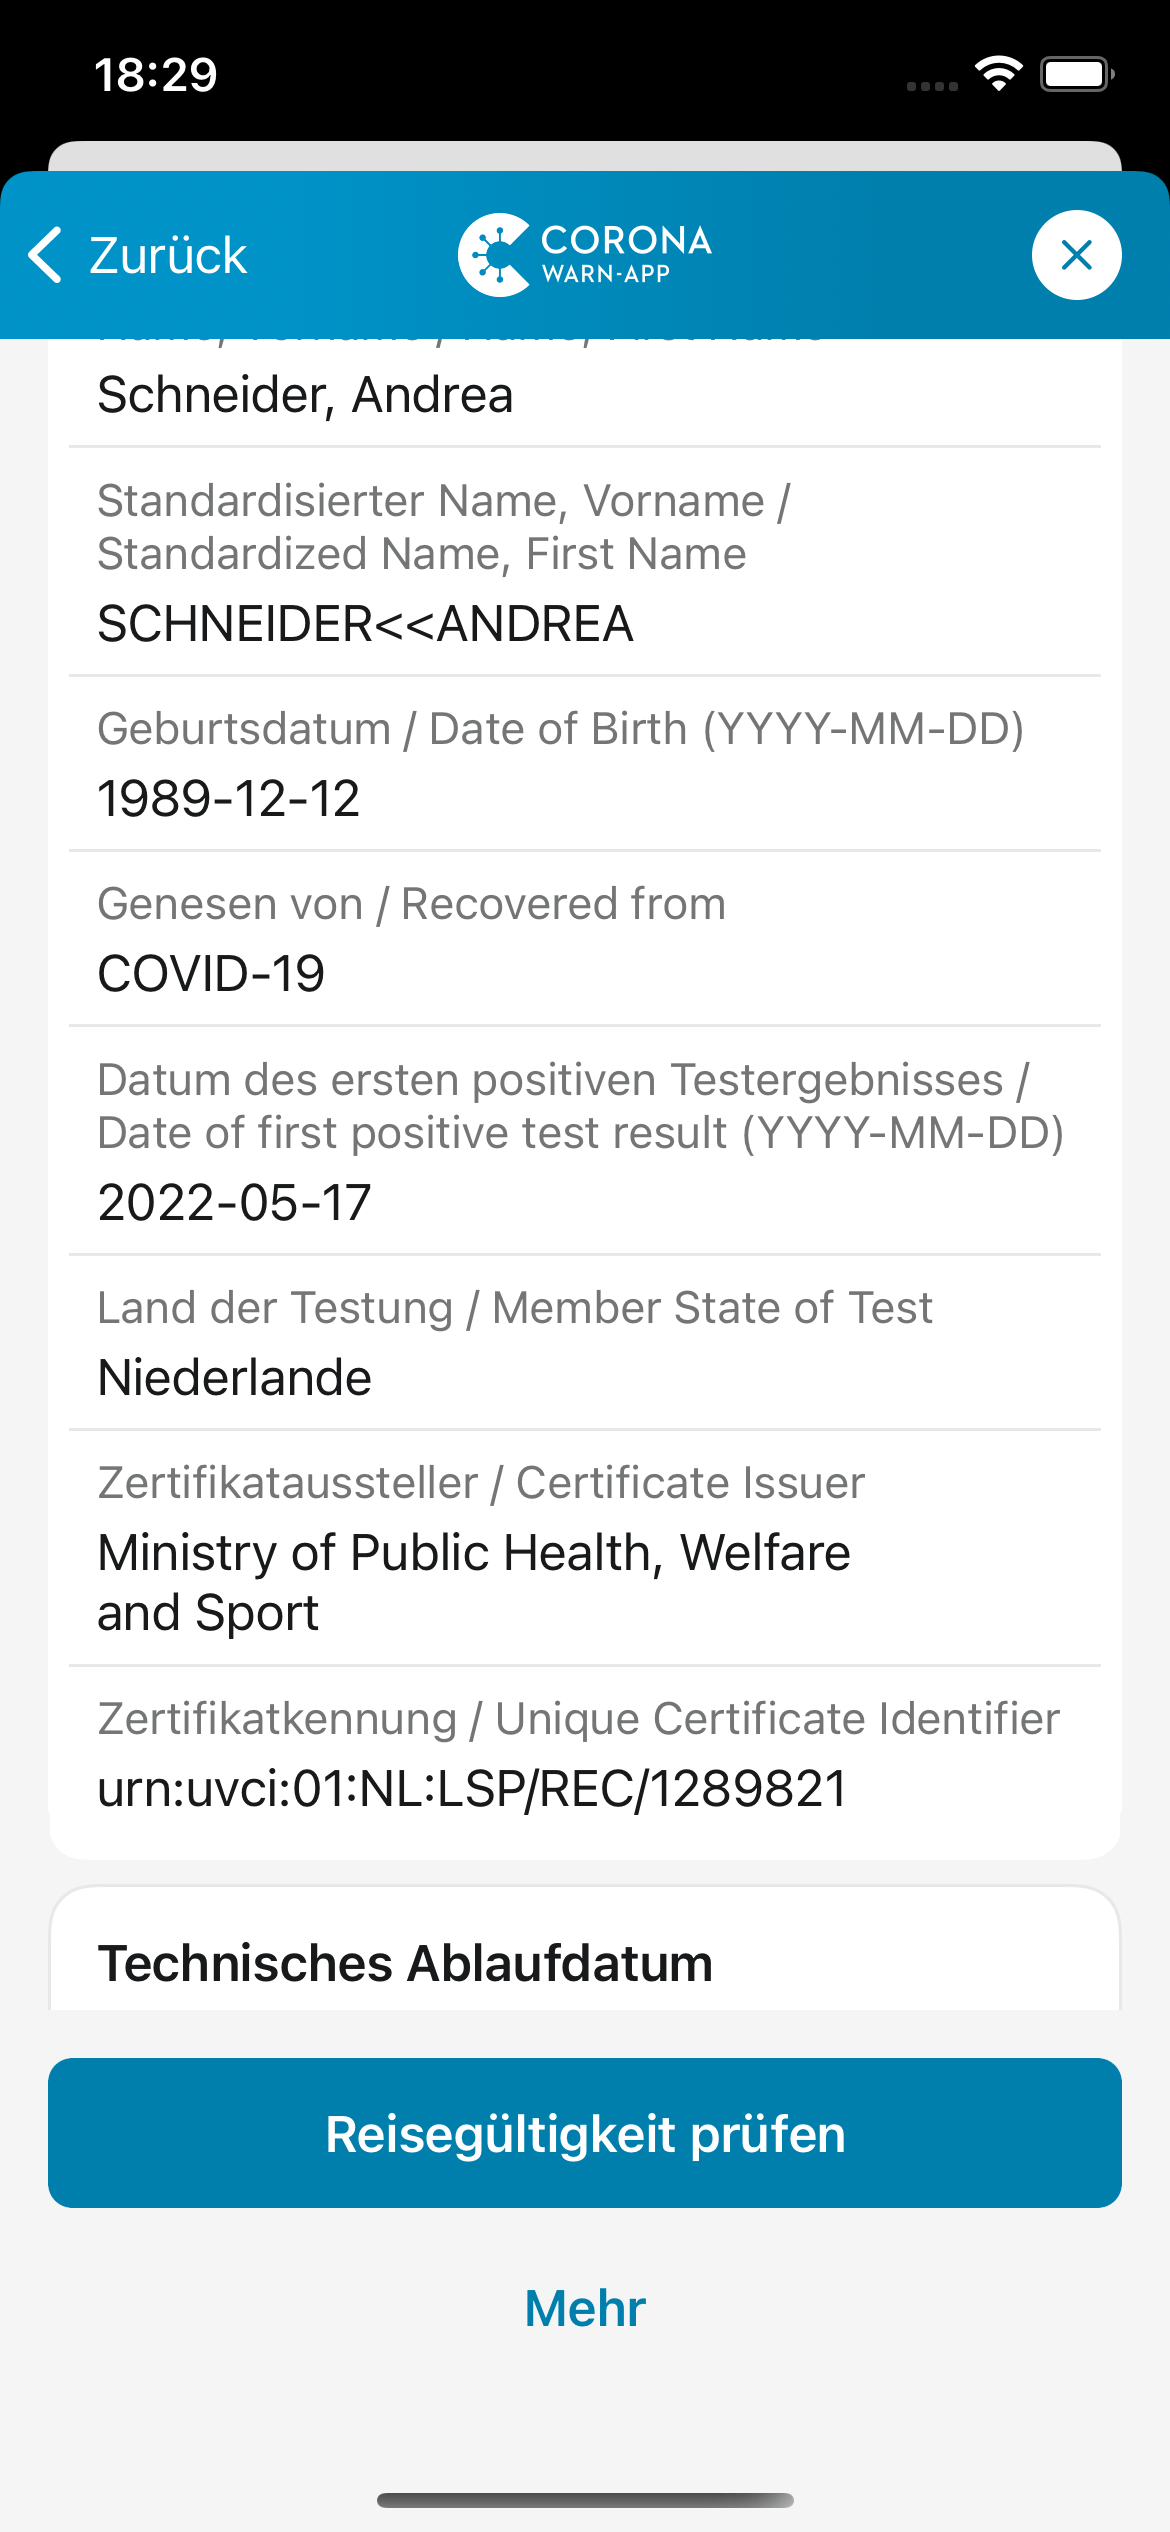 18:29
Zurück
CORONA
WARN-APP
Schneider, Andrea
Standardisierter Name, Vorname /
Standardized Name, First Name
SCHNEIDER<<ANDREA
Geburtsdatum / Date of Birth (YYYY-MM-DD)
1989-12-12
Genesen von / Recovered from
COVID-19
Datum des ersten positiven Testergebnisses /
Date of first positive test result (YYYY-MM-DD)
2022-05-17
Land der Testung / Member State of Test
Niederlande
Zertifikataussteller / Certificate Issuer
Ministry of Public Health, Welfare
and Sport
Zertifikatkennung / Unique Certificate Identifier
urn:uvci:01:NL:LSP/REC/1289821
Technisches Ablaufdatum
Reisegültigkeit prüfen
Mehr